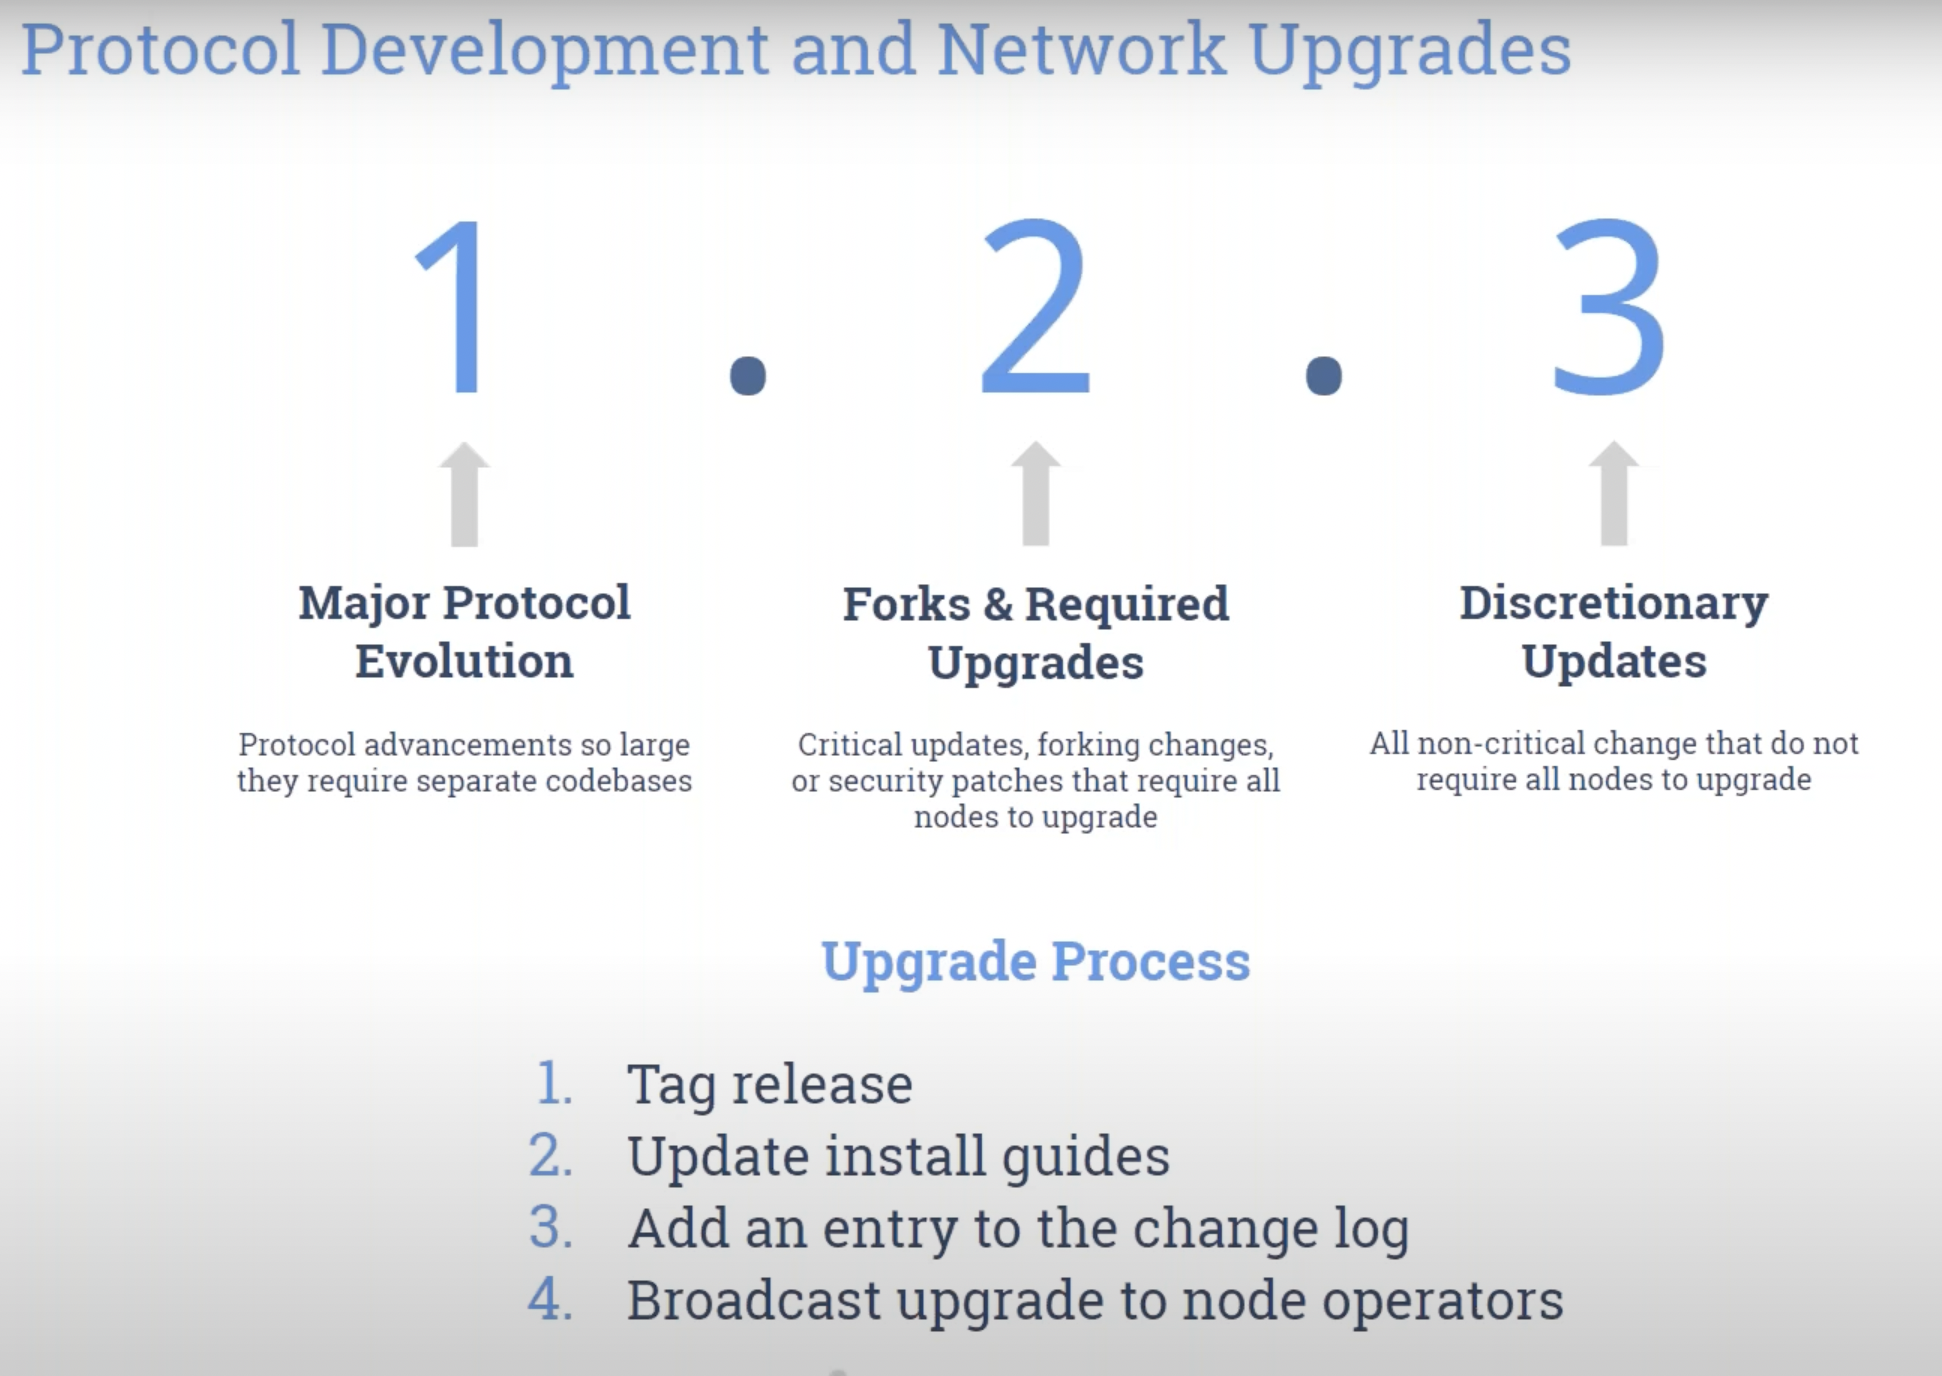 Protocol Development and Network Upgrades
1 . 2 . 3
Major Protocol
Evolution
Protocol advancements so large
they require separate codebases
Forks & Required
Upgrades
Critical updates, forking changes,
or security patches that require all
nodes to upgrade
Discretionary
Updates
All non-critical change that do not
require all nodes to upgrade
Upgrade Process
1. Tag release
2. Update install guides
3. Add an entry to the change log
4. Broadcast upgrade to node operators